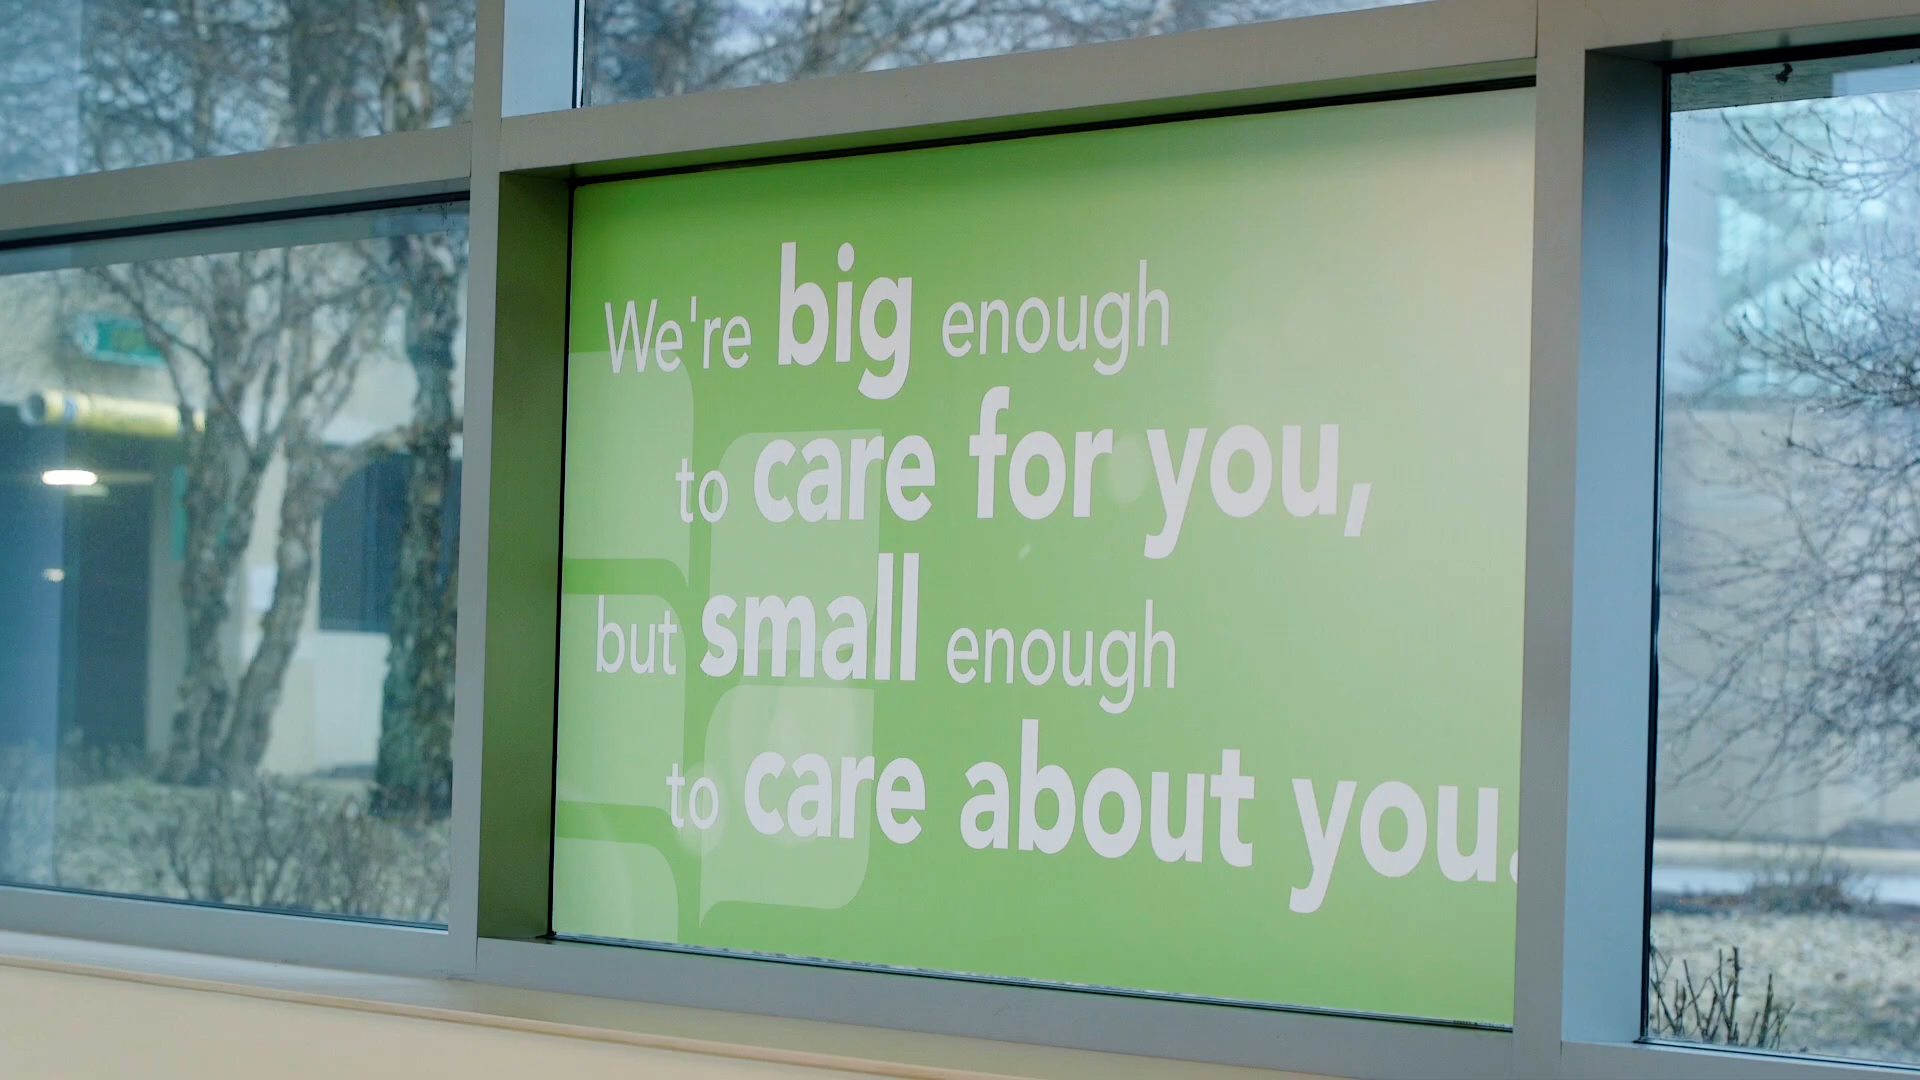 We're big enough
to care for you,
but small enough
to care about you.